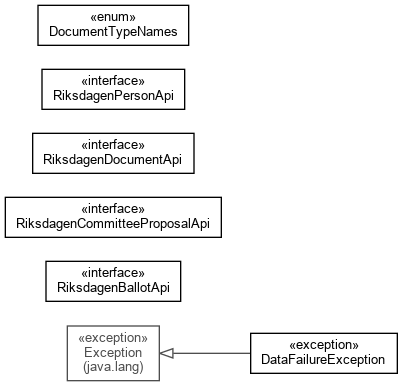 «enum»
DocumentTypeNames
«interface»
RiksdagenPersonApi
«interface»
RiksdagenDocumentApi
«interface»
RiksdagenCommitteeProposalApi
«interface»
RiksdagenBallotApi
«exception»
Exception
(java.lang)
«exception»
DataFailureException